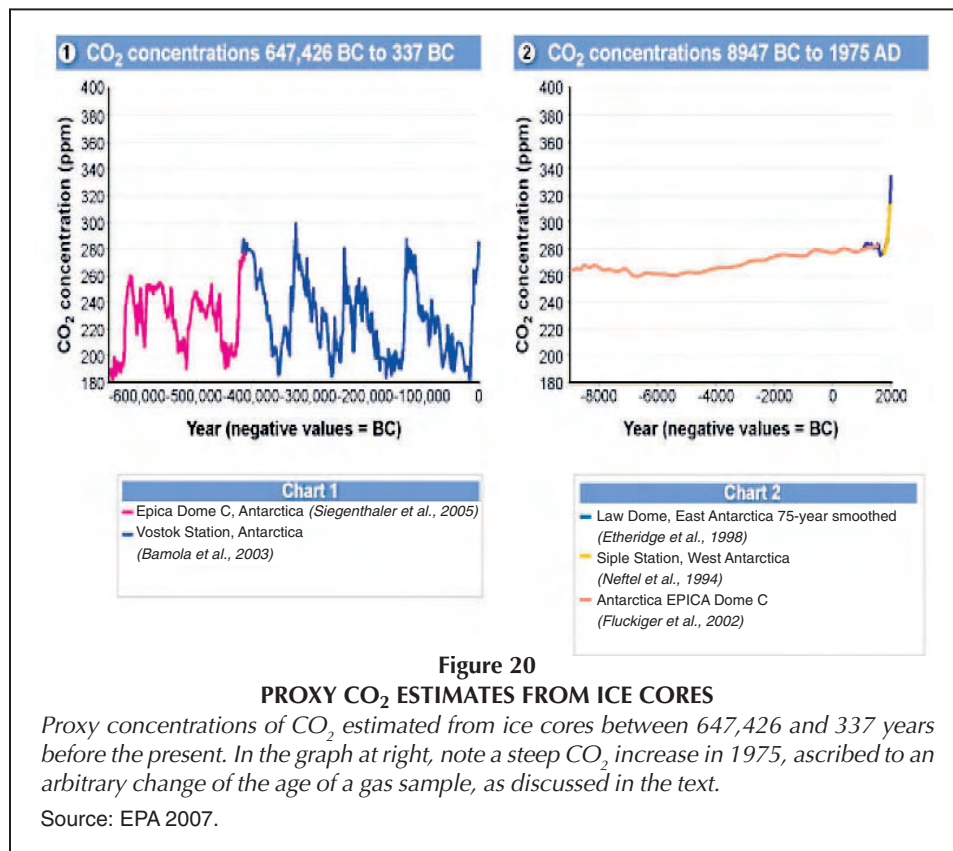 1 CO2 concentrations 647,426 BC to 337 BC
CO2 concentration (ppm)
400
380
360
340
320
300
280
260
240
220
200
180
-600,000-500,000-400,000-300,000-200,000-100,000 0
Year (negative values = BC)
Chart 1
Epica Dome C, Antarctica (Siegenthaler et al., 2005)
Vostok Station, Antarctica
(Barnola et al., 2003)
2 CO2 concentrations 8947 BC to 1975 AD
CO2 concentration (ppm)
400
380
360
340
320
300
280
260
240
220
200
180
-8000 -6000 -4000 -2000 0 2000
Year (negative values = BC)
Chart 2
Law Dome, East Antarctica 75-year smoothed
(Etheridge et al., 1998)
Siple Station, West Antarctica
(Neftel et al., 1994)
Antarctica EPICA Dome C
(Fluckiger et al., 2002)
Figure 20
PROXY CO2 ESTIMATES FROM ICE CORES
Proxy concentrations of CO2 estimated from ice cores between 647,426 and 337 years
before the present. In the graph at right, note a steep CO2 increase in 1975, ascribed to an
arbitrary change of the age of a gas sample, as discussed in the text.
Source: EPA 2007.